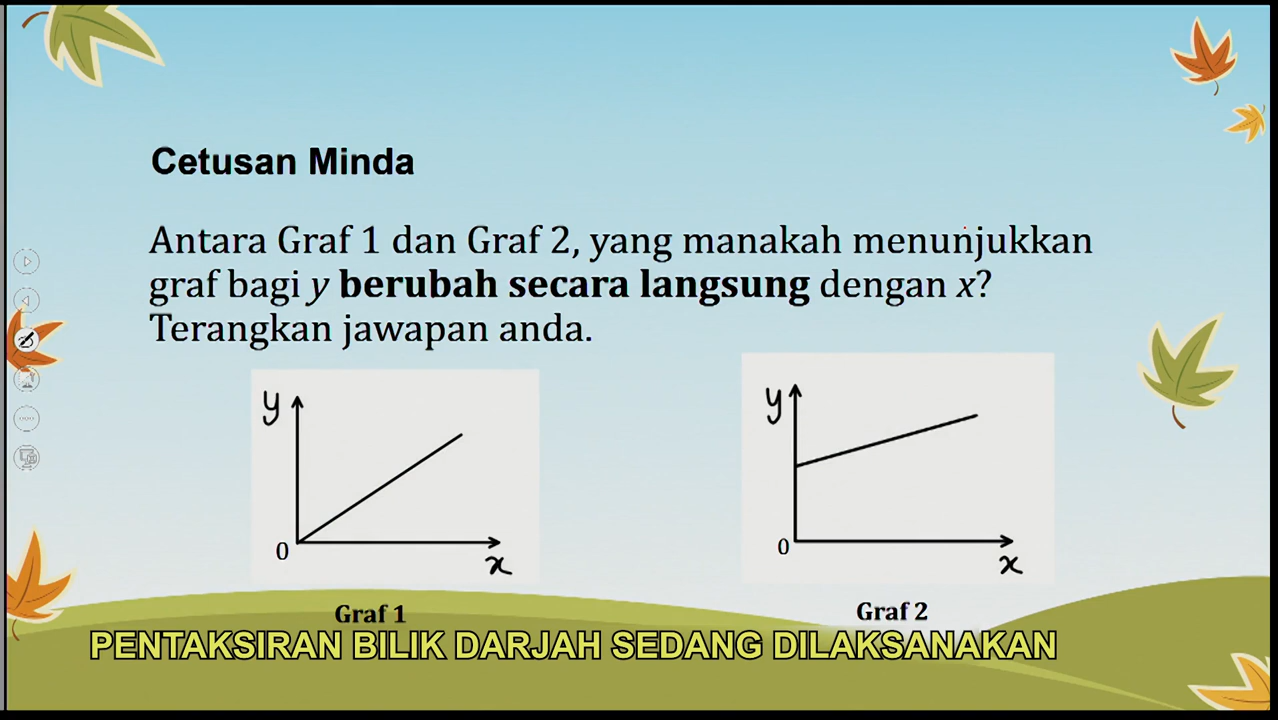 Cetusan Minda
Antara Graf 1 dan Graf 2, yang manakah menunjukkan
graf bagi y berubah secara langsung dengan x?
Terangkan jawapan anda.
y
0
x
Graf 1
y
0
x
Graf 2
PENTAKSIRAN BILIK DARJAH SEDANG DILAKSANAKAN